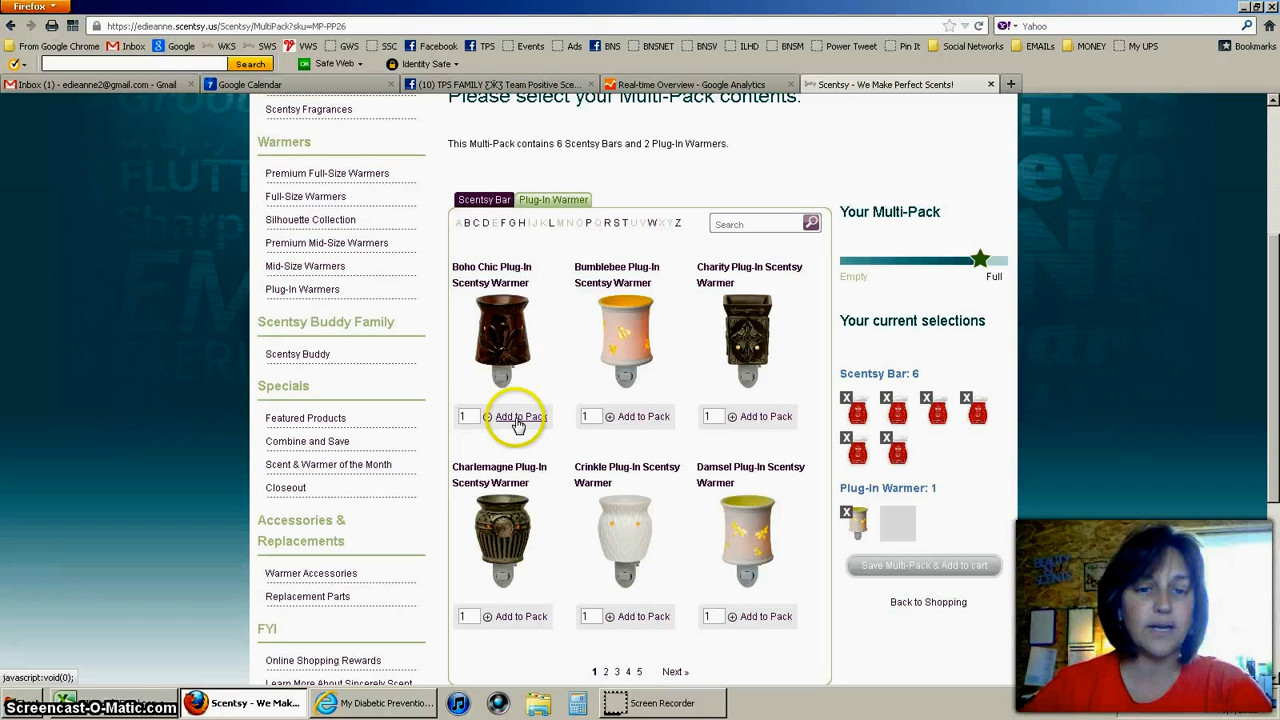 Firefox
https://edieanne.scentsy.us/Scentsy/MultiPack?sku=MP-PP26
Yahoo
From Google Chrome Inbox Google WKS SWS VWS GWS SSC Facebook TPS Events Ads BNS BNSNET BNSV ILHD BNSM Power Tweet Pin It Social Networks EMAILs MONEY My UPS Bookmarks
Search OK Safe Web Identity Safe
Inbox (1) - edieanne2@gmail.com - Gmail Google Calendar (10) TPS FAMILY ƸӜƷ Team Positive Sce... Real-time Overview - Google Analytics Scentsy - We Make Perfect Scents!
Please select your Multi-Pack contents.
Scentsy Fragrances
Warmers
Premium Full-Size Warmers
Full-Size Warmers
Silhouette Collection
Premium Mid-Size Warmers
Mid-Size Warmers
Plug-In Warmers
Scentsy Buddy Family
Scentsy Buddy
Specials
Featured Products
Combine and Save
Scent & Warmer of the Month
Closeout
Accessories &
Replacements
Warmer Accessories
Replacement Parts
FYI
Online Shopping Rewards
Learn More About Sincerely Scent
This Multi-Pack contains 6 Scentsy Bars and 2 Plug-In Warmers.
Scentsy Bar Plug-In Warmer
A B C D E F G H I J K L M N O P Q R S T U V W X Y Z Search
Boho Chic Plug-In
Scentsy Warmer
Bumblebee Plug-In
Scentsy Warmer
Charity Plug-In Scentsy
Warmer
1 Add to Pack 1 Add to Pack 1 Add to Pack
Charlemagne Plug-In
Scentsy Warmer
Crinkle Plug-In Scentsy
Warmer
Damsel Plug-In Scentsy
Warmer
1 Add to Pack 1 Add to Pack 1 Add to Pack
1 2 3 4 5 Next »
Your Multi-Pack
Empty Full
Your current selections
Scentsy Bar: 6
X X X X
X X
Plug-In Warmer: 1
X
Save Multi-Pack & Add to cart
Back to Shopping
javascript:void(0);
Scentsy - We Mak... My Diabetic Preventio... Screen Recorder
Screencast-O-Matic.com